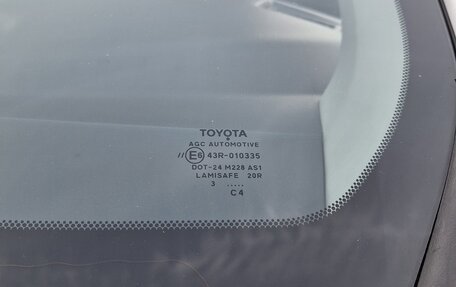 TOYOTA
AGC AUTOMOTIVE
// E6 43R-010335
DOT-24 M228 AS1
LAMISAFE 20R
3 .....
C4